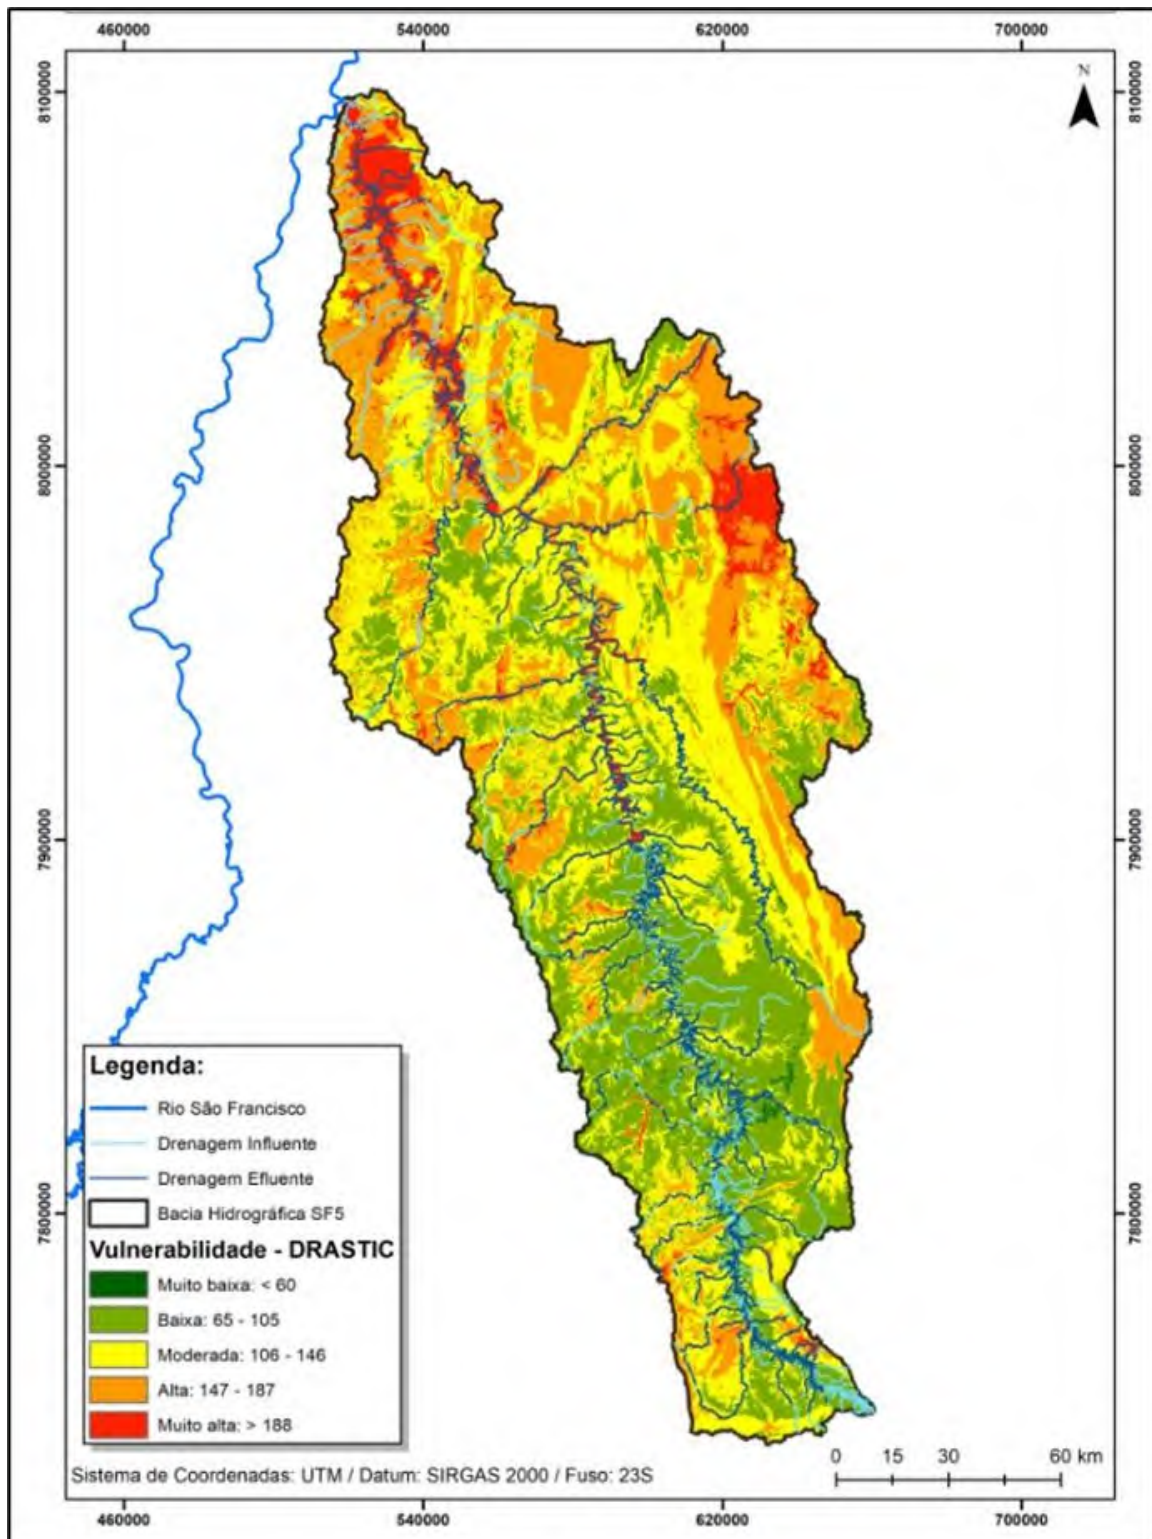 460000 540000 620000 700000
N
8100000 8100000
8000000 8000000
7900000 7900000
7800000 7800000
Legenda:
Rio São Francisco
Drenagem Influente
Drenagem Efluente
Bacia Hidrográfica SF5
Vulnerabilidade - DRASTIC
Muito baixa: < 60
Baixa: 65 - 105
Moderada: 106 - 146
Alta: 147 - 187
Muito alta: > 188
0 15 30 60 km
Sistema de Coordenadas: UTM / Datum: SIRGAS 2000 / Fuso: 23S
460000 540000 620000 700000